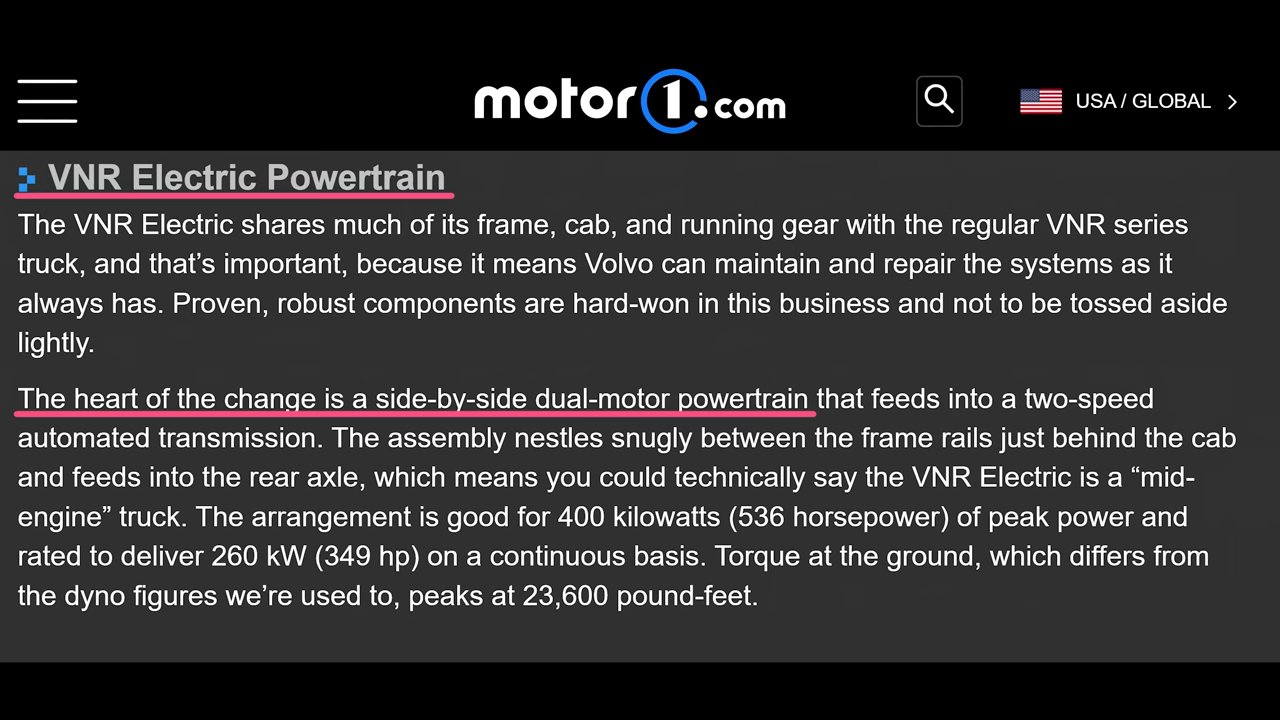 motor1.com
USA / GLOBAL
VNR Electric Powertrain
The VNR Electric shares much of its frame, cab, and running gear with the regular VNR series
truck, and that’s important, because it means Volvo can maintain and repair the systems as it
always has. Proven, robust components are hard-won in this business and not to be tossed aside
lightly.
The heart of the change is a side-by-side dual-motor powertrain that feeds into a two-speed
automated transmission. The assembly nestles snugly between the frame rails just behind the cab
and feeds into the rear axle, which means you could technically say the VNR Electric is a “mid-
engine” truck. The arrangement is good for 400 kilowatts (536 horsepower) of peak power and
rated to deliver 260 kW (349 hp) on a continuous basis. Torque at the ground, which differs from
the dyno figures we’re used to, peaks at 23,600 pound-feet.